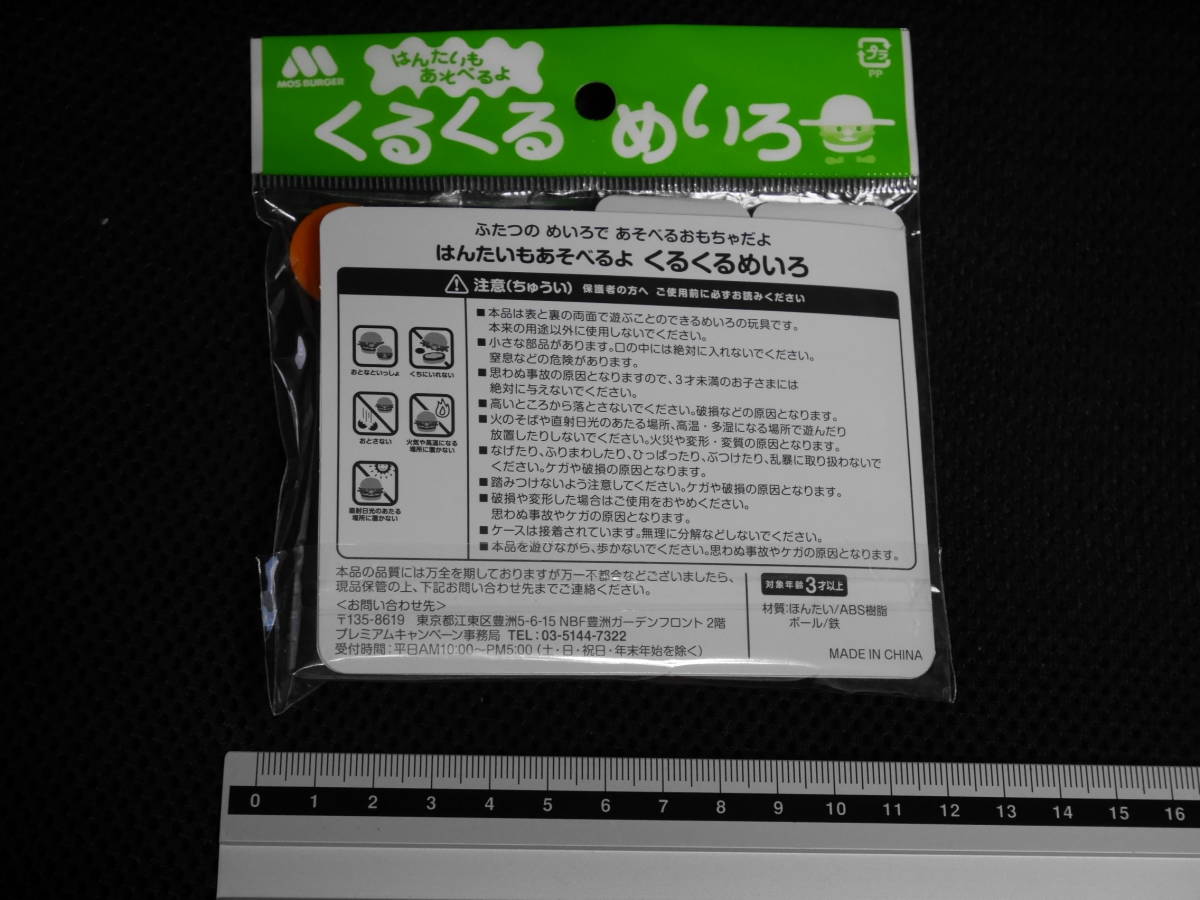 MOS BURGER
はんたいも
あそべるよ
くるくる めいろ
プラ
PP
ふたつの めいろで あそべるおもちゃだよ
はんたいもあそべるよ くるくるめいろ
注意(ちゅうい) 保護者の方へ ご使用前に必ずお読みください
おとなといっしょ
くちにいれない
おとさない
火気や高温になる
場所に置かない
直射日光のあたる
場所に置かない
■本品は表と裏の両面で遊ぶことのできるめいろの玩具です。
本来の用途以外に使用しないでください。
■小さな部品があります。口の中には絶対に入れないでください。
窒息などの危険があります。
■思わぬ事故の原因となりますので、3才未満のお子さまには
絶対に与えないでください。
■高いところから落とさないでください。破損などの原因となります。
■火のそばや直射日光のあたる場所、高温・多湿になる場所で遊んだり
放置したりしないでください。火災や変形・変質の原因となります。
■なげたり、ふりまわしたり、ひっぱったり、ぶつけたり、乱暴に取り扱わないで
ください。ケガや破損の原因となります。
■踏みつけないよう注意してください。ケガや破損の原因となります。
■破損や変形した場合はご使用をおやめください。
思わぬ事故やケガの原因となります。
■ケースは接着されています。無理に分解などしないでください。
■本品を遊びながら、歩かないでください。思わぬ事故やケガの原因となります。
本品の品質には万全を期しておりますが万一不都合などございましたら、
現品保管の上、下記お問い合わせ先までご連絡ください。
<お問い合わせ先>
〒135-8619 東京都江東区豊洲5-6-15 NBF豊洲ガーデンフロント 2階
プレミアムキャンペーン事務局 TEL:03-5144-7322
受付時間:平日AM10:00〜PM5:00(土・日・祝日・年末年始を除く)
対象年齢3才以上
材質:ほんたい/ABS樹脂
ボール/鉄
MADE IN CHINA
0 1 2 3 4 5 6 7 8 9 10 11 12 13 14 15 16